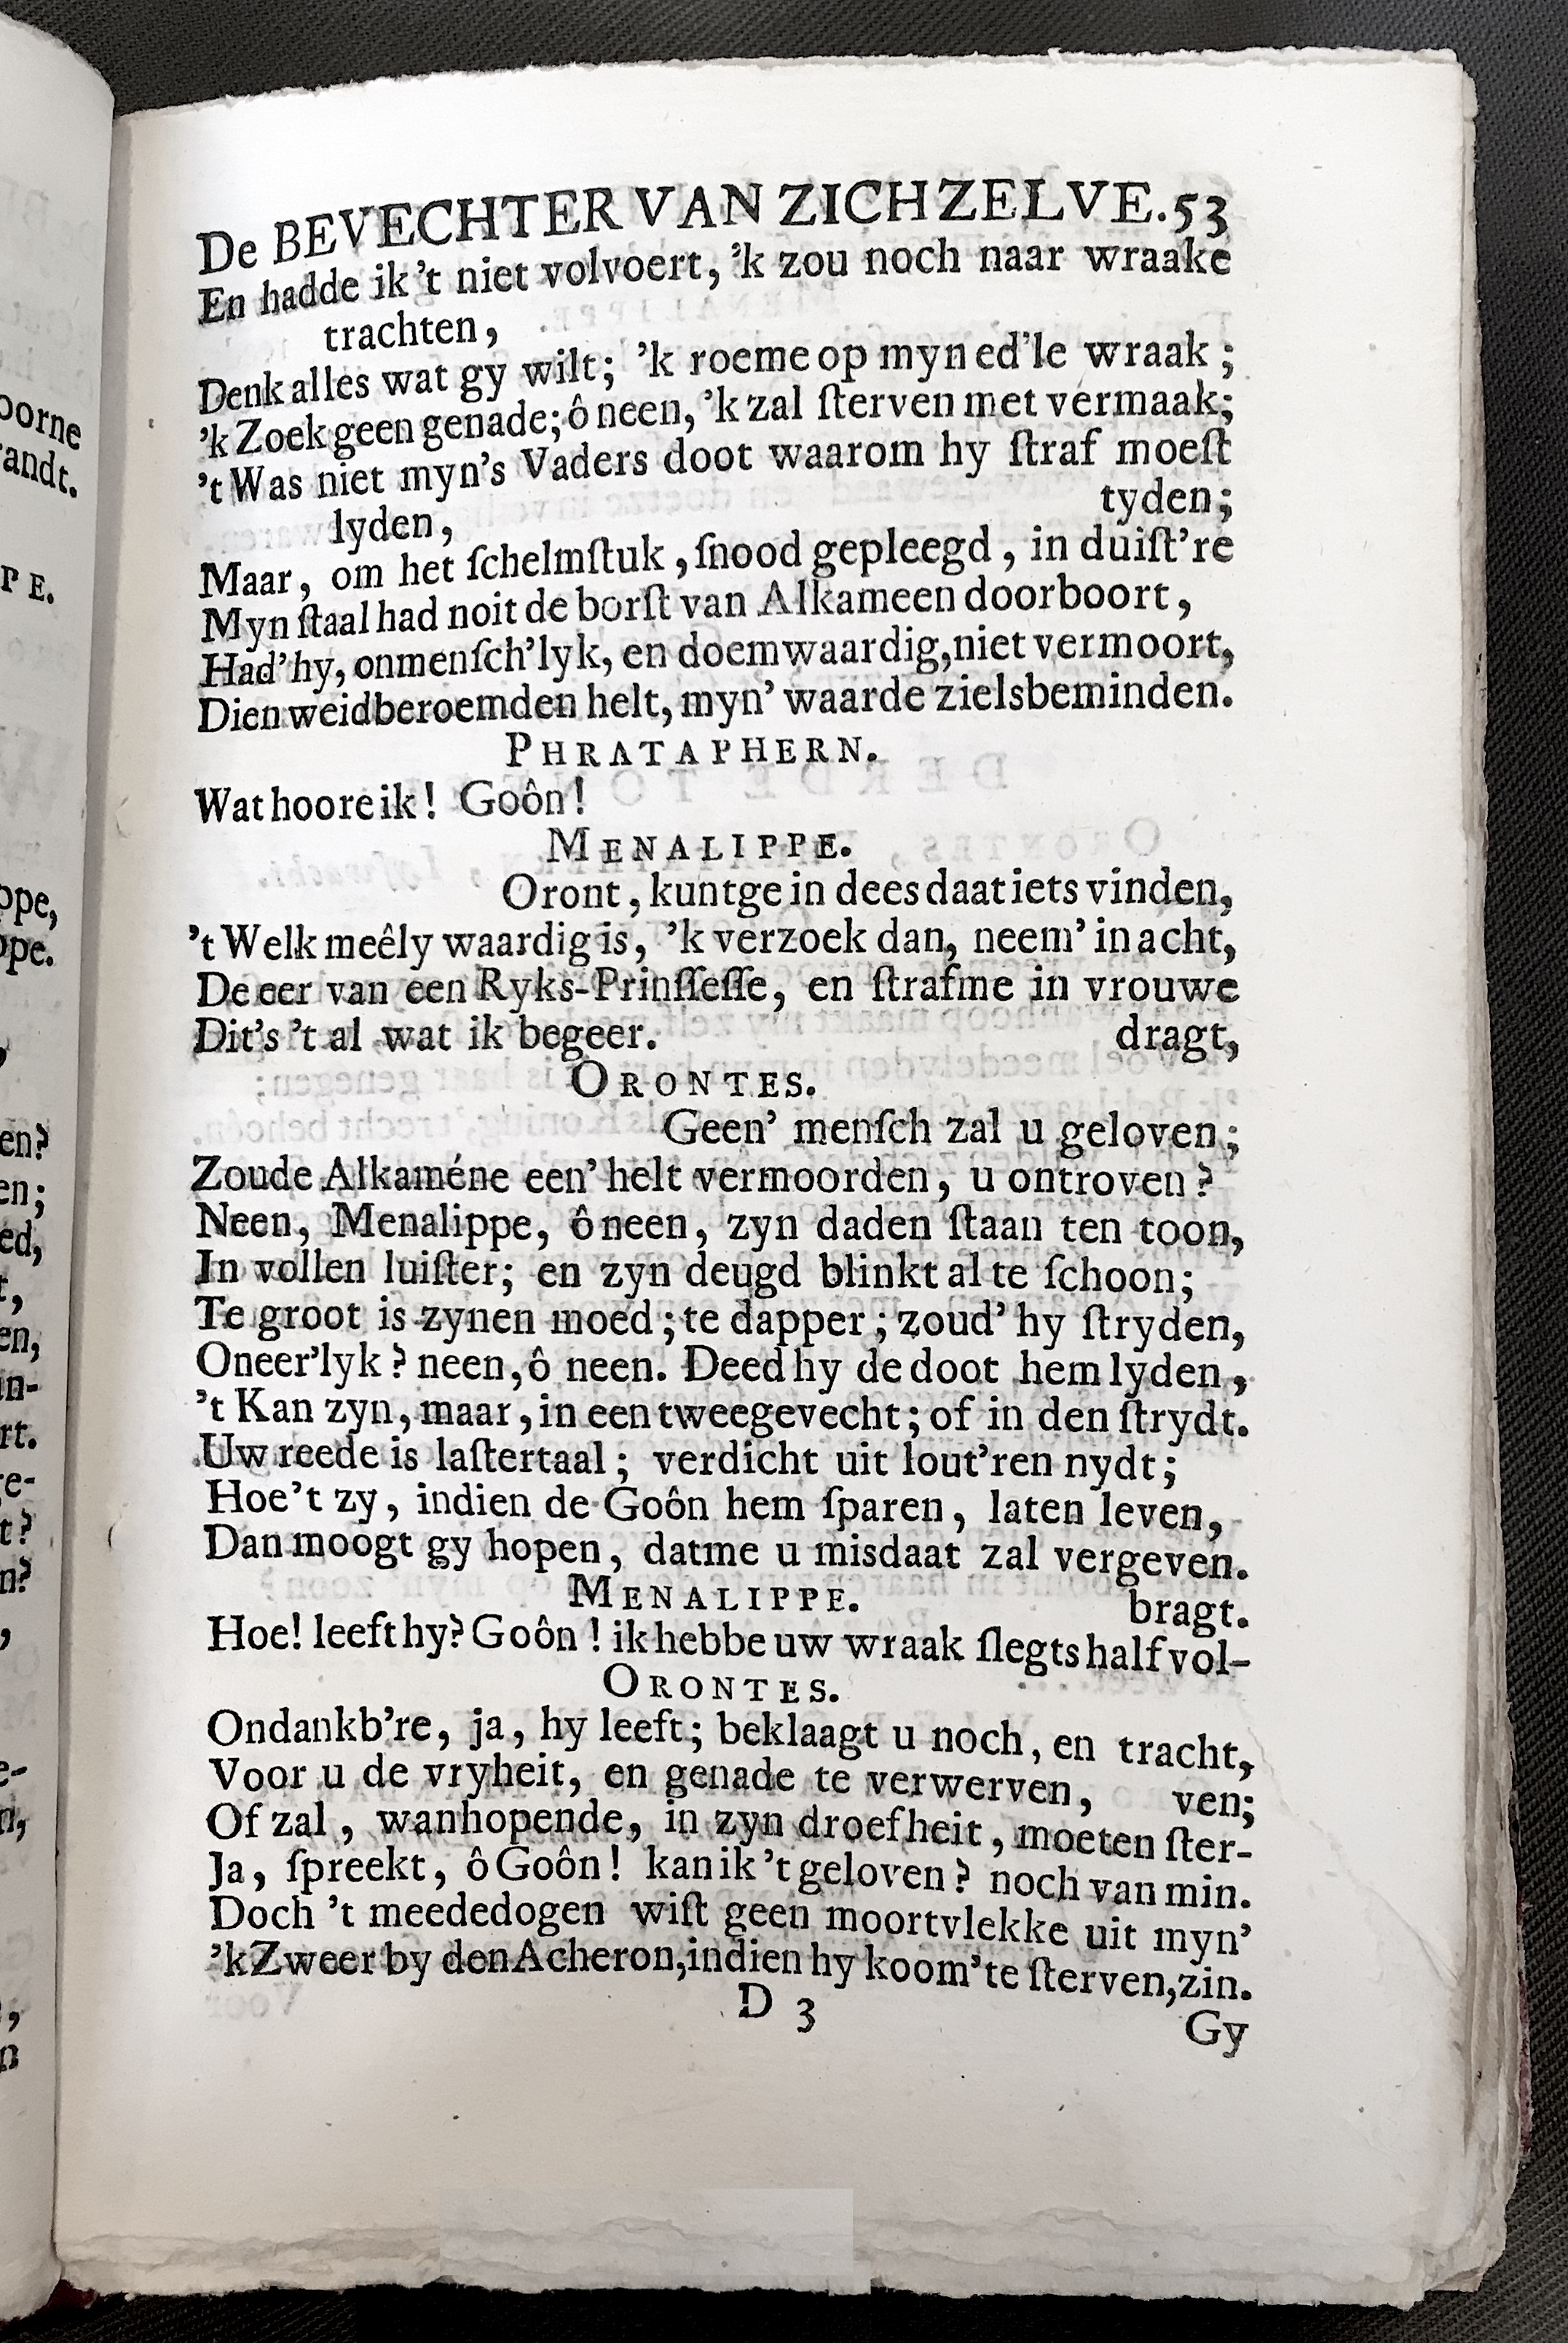 De BEVECHTER VAN ZICHZELVE. 53
En hadde ik 't niet volvoert, 'k zou noch naar wraake
trachten,
Denk alles wat gy wilt; 'k roeme op myn ed'le wraak;
'k Zoek geen genade; ô neen, 'k zal ſterven met vermaak;
't Was niet myn's Vaders doot waarom hy ſtraf moeſt
lyden, tyden;
Maar, om het ſchelmſtuk, ſnood gepleegd, in duiſt're
Myn ſtaal had noit de borſt van Alkameen doorboort,
Had' hy, onmenſch'lyk, en doemwaardig, niet vermoort,
Dien weidberoemden helt, myn' waarde zielsbeminden.
PHRATAPHERN.
Wat hoore ik! Goôn!
MENALIPPE.
Oront, kuntge in dees daat iets vinden,
't Welk meêly waardig is, 'k verzoek dan, neem' in acht,
De eer van een Ryks-Prinſſeſſe, en ſtrafme in vrouwe
Dit's 't al wat ik begeer. dragt,
ORONTES.
Geen' menſch zal u geloven;
Zoude Alkaméne een' helt vermoorden, u ontroven?
Neen, Menalippe, ô neen, zyn daden ſtaan ten toon,
In vollen luiſter; en zyn deugd blinkt al te ſchoon;
Te groot is zynen moed; te dapper; zoud' hy ſtryden,
Oneer'lyk? neen, ô neen. Deed hy de doot hem lyden,
't Kan zyn, maar, in een tweegevecht; of in den ſtrydt.
Uw reede is laſtertaal; verdicht uit lout'ren nydt;
Hoe't zy, indien de Goôn hem ſparen, laten leven,
Dan moogt gy hopen, datme u misdaat zal vergeven.
MENALIPPE. bragt.
Hoe! leeft hy? Goôn! ik hebbe uw wraak ſlegts half vol-
ORONTES.
Ondankb're, ja, hy leeft; beklaagt u noch, en tracht,
Voor u de vryheit, en genade te verwerven, ven;
Of zal, wanhopende, in zyn droefheit, moeten ſter-
Ja, ſpreekt, ô Goôn! kan ik 't geloven? noch van min.
Doch 't meededogen wiſt geen moortvlekke uit myn'
'k Zweer by den Acheron, indien hy koom' te ſterven, zin.
D 3
Gy
oorne
andt.
PE.
ppe,
ppe.
en?
en;
ed,
en,
in-
rt.
re-
t?
n?